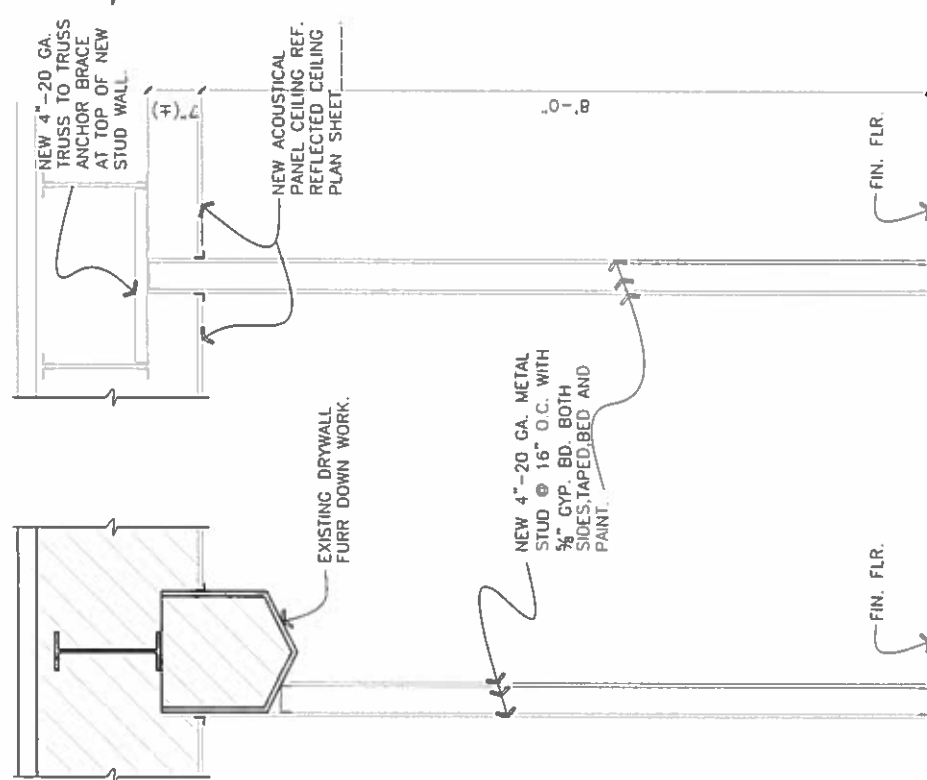 NEW 4"-20 GA.
TRUSS TO TRUSS
ANCHOR BRACE
AT TOP OF NEW
STUD WALL.
7"(±)
NEW ACOUSTICAL
PANEL CEILING REF.
REFLECTED CEILING
PLAN SHEET
8'-0"
EXISTING DRYWALL
FURR DOWN WORK.
NEW 4"-20 GA. METAL
STUD @ 16" O.C. WITH
⅝" GYP. BD. BOTH
SIDES,TAPED,BED AND
PAINT.
FIN. FLR.
FIN. FLR.